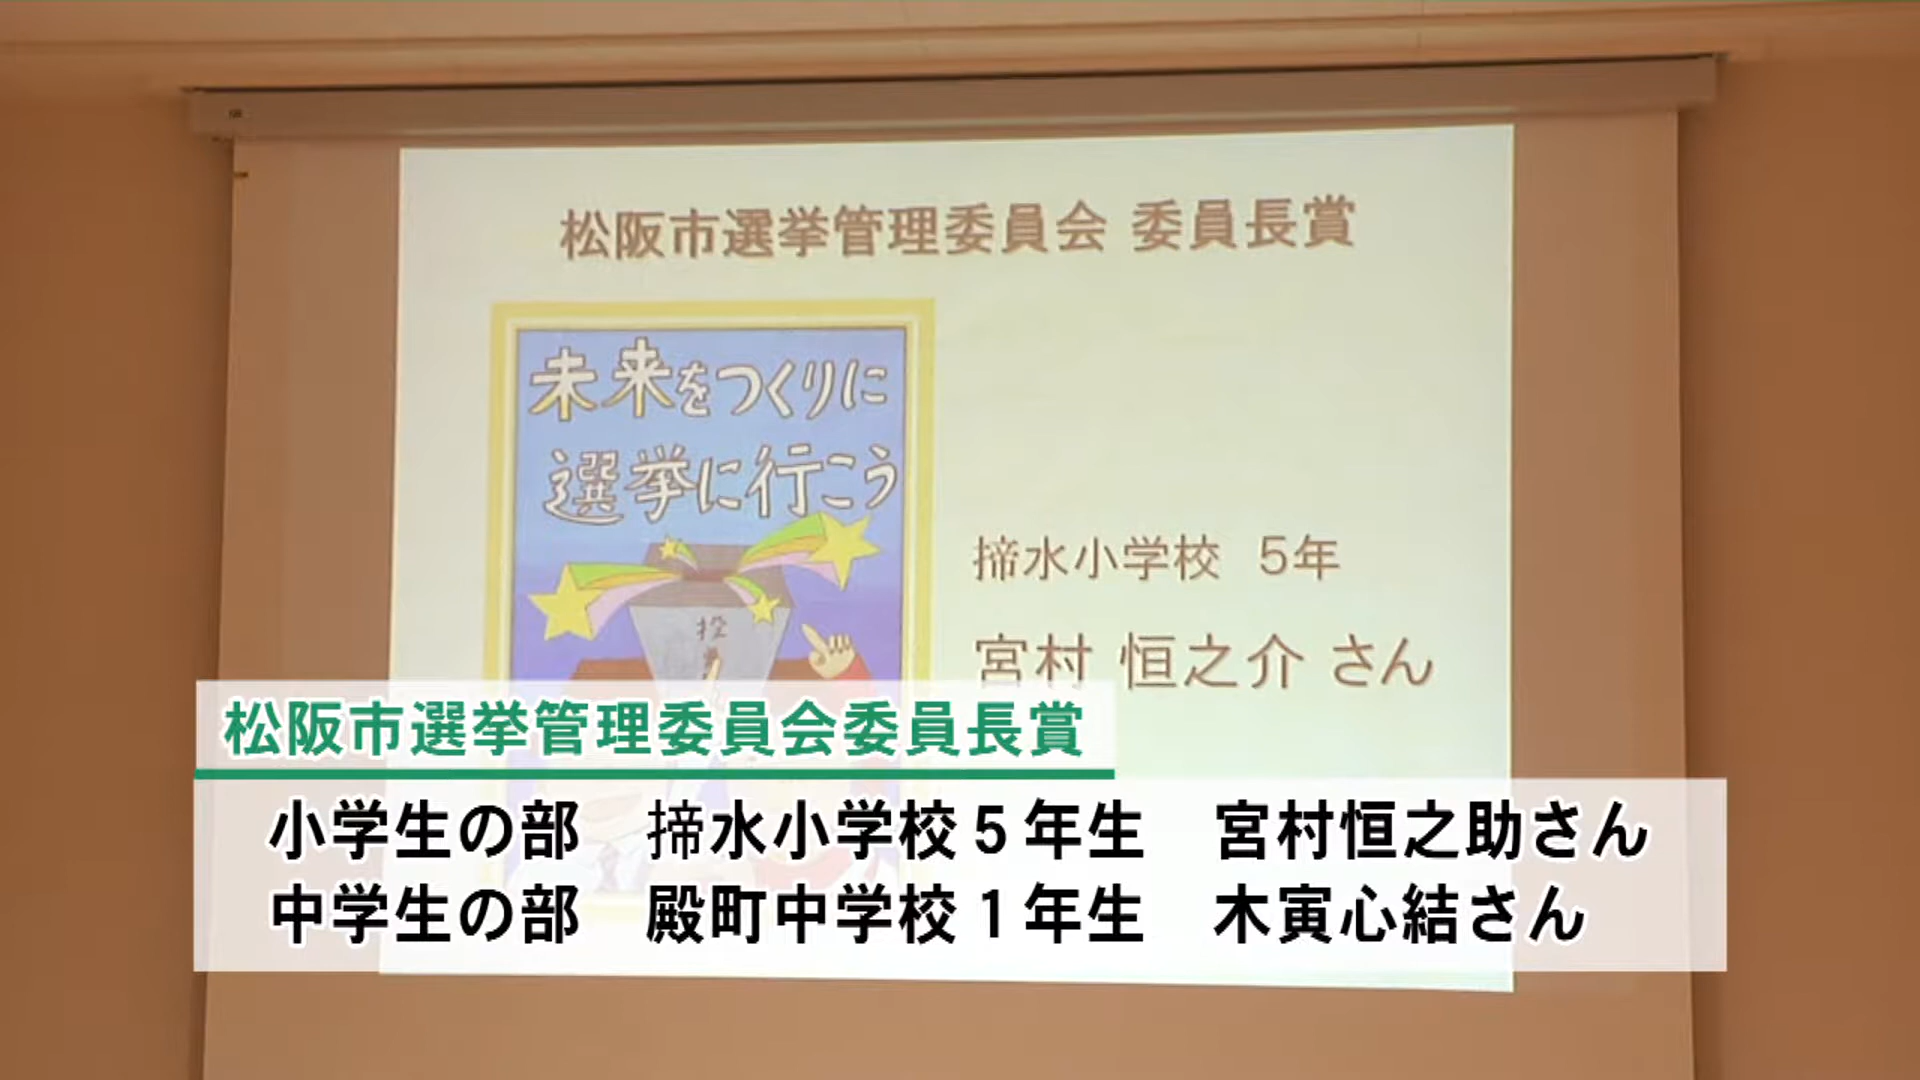 松阪市選挙管理委員会 委員長賞
未来をつくりに
選挙に行こう
揥水小学校 5年
宮村 恒之介 さん
松阪市選挙管理委員会委員長賞
小学生の部 揥水小学校5年生 宮村恒之助さん
中学生の部 殿町中学校1年生 木寅心結さん